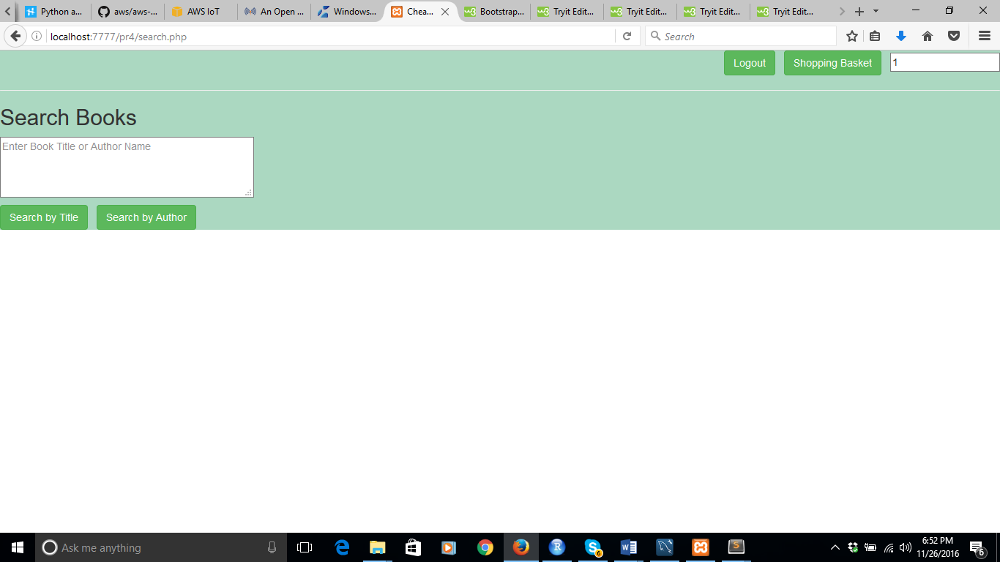 Python a...
aws/aws-...
AWS IoT
An Open ...
Windows...
Chea...
Bootstrap...
Tryit Edit...
Tryit Edit...
Tryit Edit...
Tryit Edit...
localhost:7777/pr4/search.php
Search
Logout
Shopping Basket
1
Search Books
Enter Book Title or Author Name
Search by Title
Search by Author
Ask me anything
6:52 PM
11/26/2016
6
6